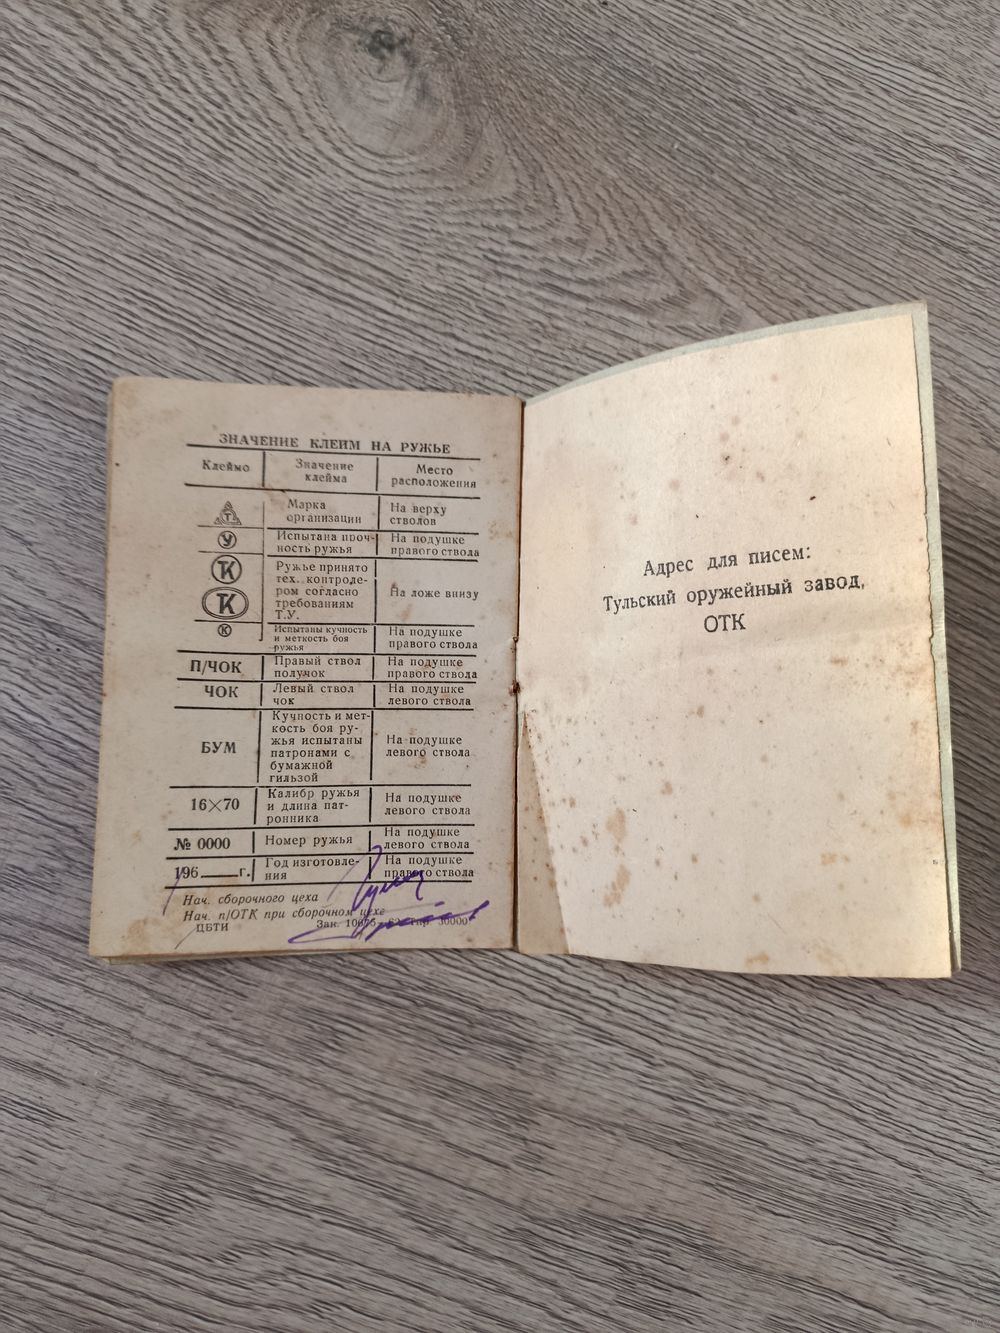 ЗНАЧЕНИЕ КЛЕЙМ НА РУЖЬЕ
Клеймо Значение клейма Место расположения
Т Марка организации На верху стволов
У Испытана проч-ность ружья На подушке правого ствола
К Ружье принято
К тех. контроле-ром согласно требованиям Т.У. На ложе внизу
К Испытаны кучность и меткость боя ружья На подушке правого ствола
П/ЧОК Правый ствол получок На подушке правого ствола
ЧОК Левый ствол чок На подушке левого ствола
БУМ Кучность и мет-кость боя ру-жья испытаны патронами с бумажной гильзой На подушке левого ствола
16×70 Калибр ружья и длина пат-ронника На подушке левого ствола
№ 0000 Номер ружья На подушке левого ствола
196 г. Год изготовле-ния На подушке правого ствола
Нач. сборочного цеха
Нач. п/ОТК при сборочном цехе
ЦБТИ Зак. 10675—62 Тир. 30000
Адрес для писем:
Тульский оружейный завод,
ОТК